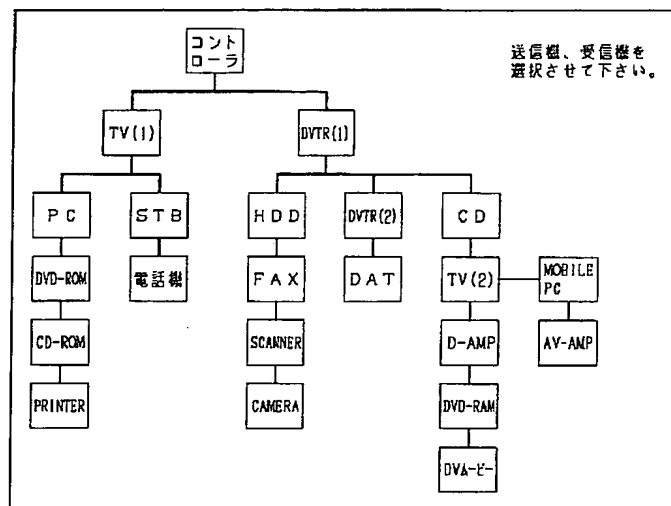 コント
ローラ
送信機、受信機を
選択させて下さい。
TV(1)
DVTR(1)
PC
STB
HDD
DVTR(2)
CD
DVD-ROM
電話機
FAX
DAT
TV(2)
MOBILE
PC
CD-ROM
SCANNER
D-AMP
AV-AMP
PRINTER
CAMERA
DVD-RAM
DVムービー